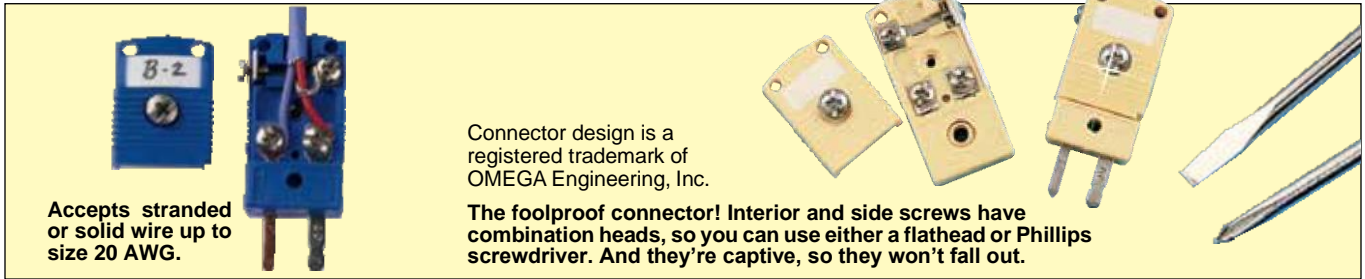 B-2
Accepts stranded
or solid wire up to
size 20 AWG.
Connector design is a
registered trademark of
OMEGA Engineering, Inc.
The foolproof connector! Interior and side screws have
combination heads, so you can use either a flathead or Phillips
screwdriver. And they're captive, so they won't fall out.